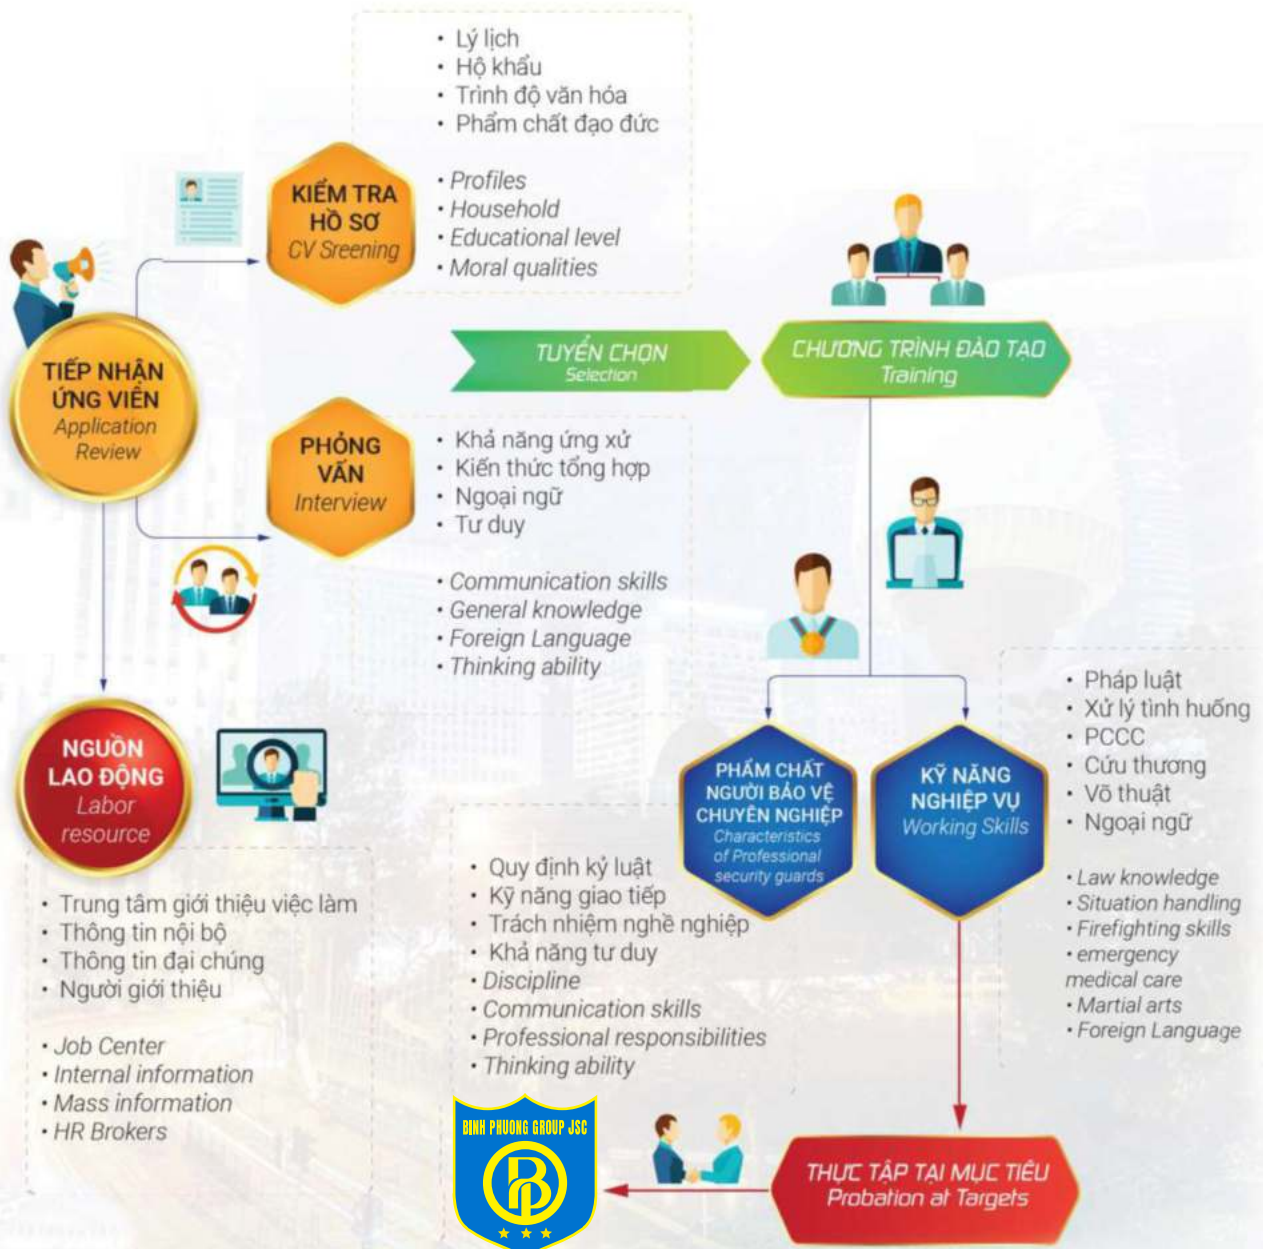 • Lý lịch
• Hộ khẩu
• Trình độ văn hóa
• Phẩm chất đạo đức
• Profiles
• Household
• Educational level
• Moral qualities
KIỂM TRA
HỒ SƠ
CV Sreening
TIẾP NHẬN
ỨNG VIÊN
Application
Review
TUYỂN CHỌN
Selection
CHƯƠNG TRÌNH ĐÀO TẠO
Training
PHỎNG
VẤN
Interview
• Khả năng ứng xử
• Kiến thức tổng hợp
• Ngoại ngữ
• Tư duy
• Communication skills
• General knowledge
• Foreign Language
• Thinking ability
NGUỒN
LAO ĐỘNG
Labor
resource
• Trung tâm giới thiệu việc làm
• Thông tin nội bộ
• Thông tin đại chúng
• Người giới thiệu
• Job Center
• Internal information
• Mass information
• HR Brokers
PHẨM CHẤT
NGƯỜI BẢO VỆ
CHUYÊN NGHIỆP
Characteristics
of Professional
security guards
• Quy định kỷ luật
• Kỹ năng giao tiếp
• Trách nhiệm nghề nghiệp
• Khả năng tư duy
• Discipline
• Communication skills
• Professional responsibilities
• Thinking ability
KỸ NĂNG
NGHIỆP VỤ
Working Skills
• Pháp luật
• Xử lý tình huống
• PCCC
• Cứu thương
• Võ thuật
• Ngoại ngữ
• Law knowledge
• Situation handling
• Firefighting skills
• emergency
medical care
• Martial arts
• Foreign Language
THỰC TẬP TẠI MỤC TIÊU
Probation at Targets
BINH PHUONG GROUP JSC
BP